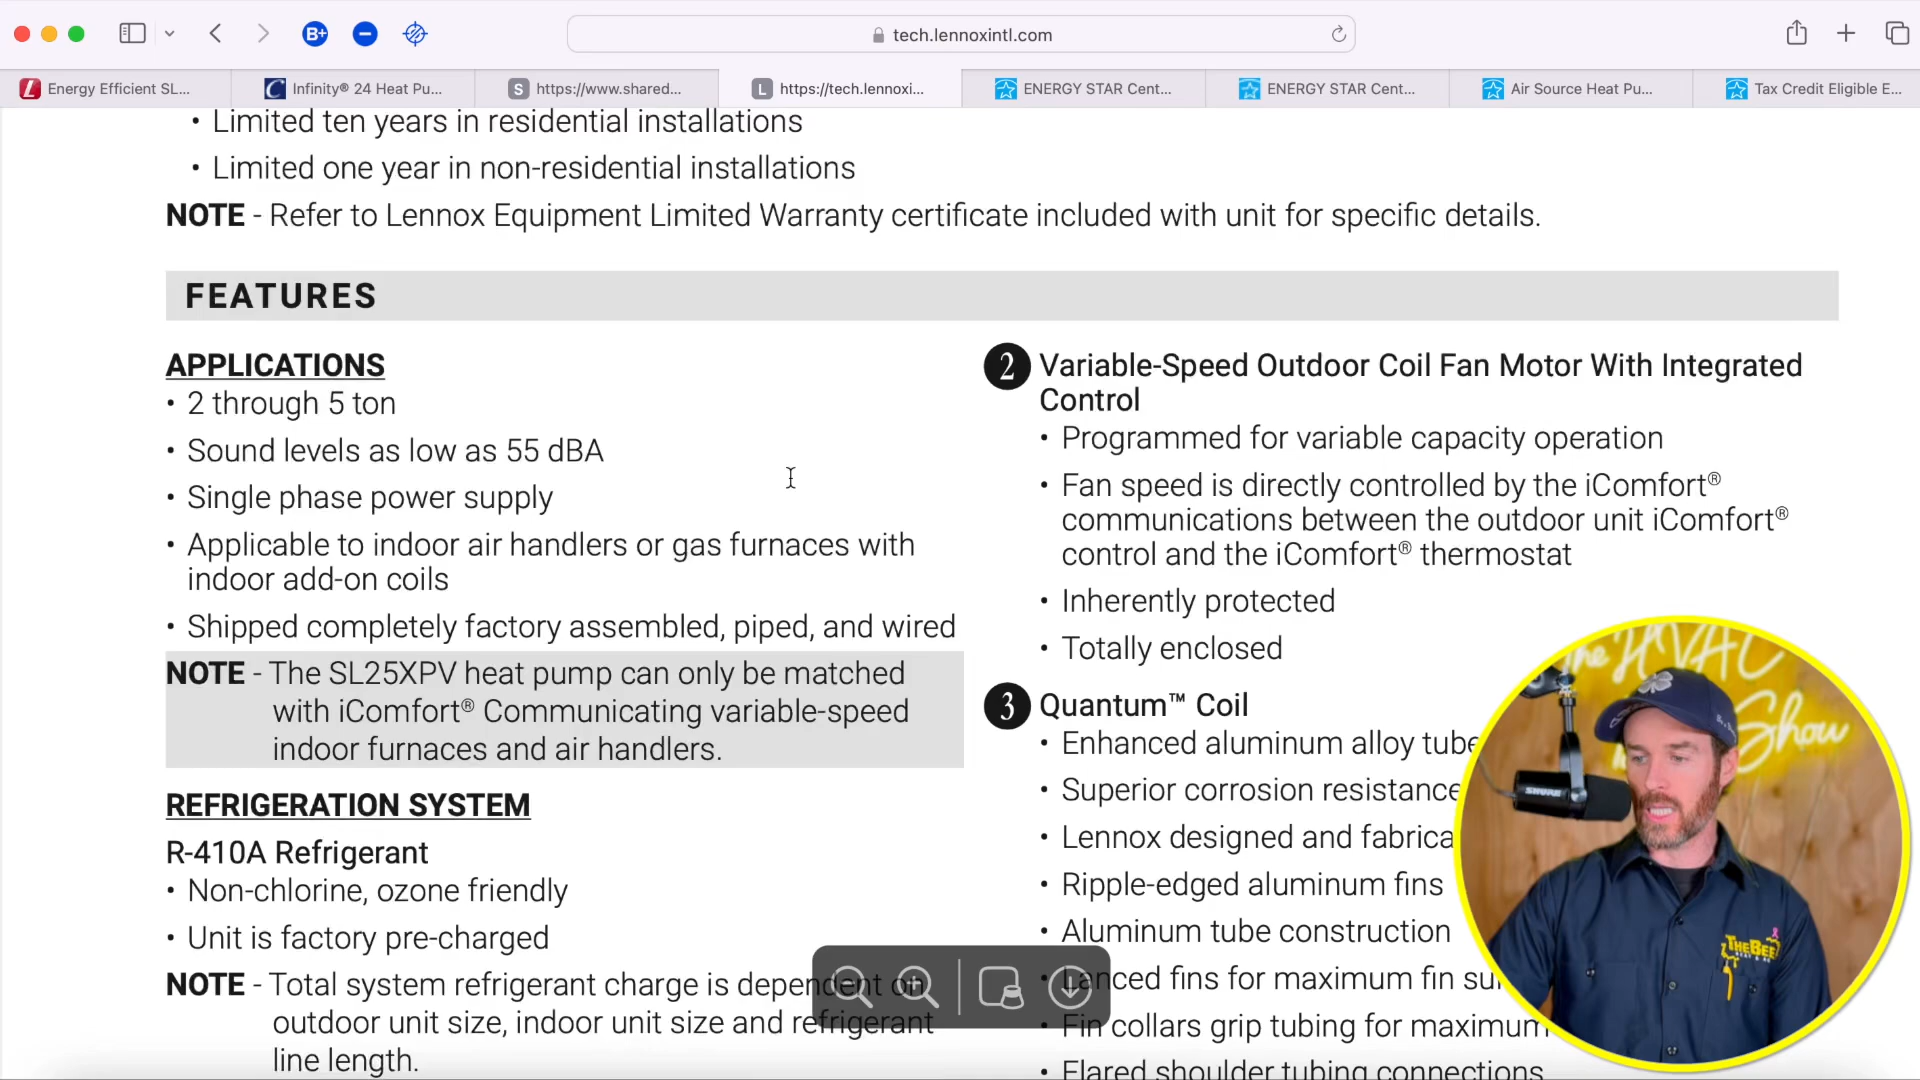 B+
tech.lennoxintl.com
Energy Efficient SL...
Infinity® 24 Heat Pu...
S https://www.shared...
L https://tech.lennoxi...
ENERGY STAR Cent...
ENERGY STAR Cent...
Air Source Heat Pu...
Tax Credit Eligible E...
• Limited ten years in residential installations
• Limited one year in non-residential installations
NOTE - Refer to Lennox Equipment Limited Warranty certificate included with unit for specific details.
FEATURES
APPLICATIONS
• 2 through 5 ton
• Sound levels as low as 55 dBA
• Single phase power supply
• Applicable to indoor air handlers or gas furnaces with
indoor add-on coils
• Shipped completely factory assembled, piped, and wired
NOTE - The SL25XPV heat pump can only be matched
with iComfort® Communicating variable-speed
indoor furnaces and air handlers.
REFRIGERATION SYSTEM
R-410A Refrigerant
• Non-chlorine, ozone friendly
• Unit is factory pre-charged
NOTE - Total system refrigerant charge is dependent on
outdoor unit size, indoor unit size and refrigerant
line length.
2 Variable-Speed Outdoor Coil Fan Motor With Integrated
Control
• Programmed for variable capacity operation
• Fan speed is directly controlled by the iComfort®
communications between the outdoor unit iComfort®
control and the iComfort® thermostat
• Inherently protected
• Totally enclosed
3 Quantum™ Coil
• Enhanced aluminum alloy tube
• Superior corrosion resistance
• Lennox designed and fabrica
• Ripple-edged aluminum fins
• Aluminum tube construction
• Lanced fins for maximum fin su
• Fin collars grip tubing for maximum
• Flared shoulder tubing connections
The HVAC
Show
SHURE
THEBEE